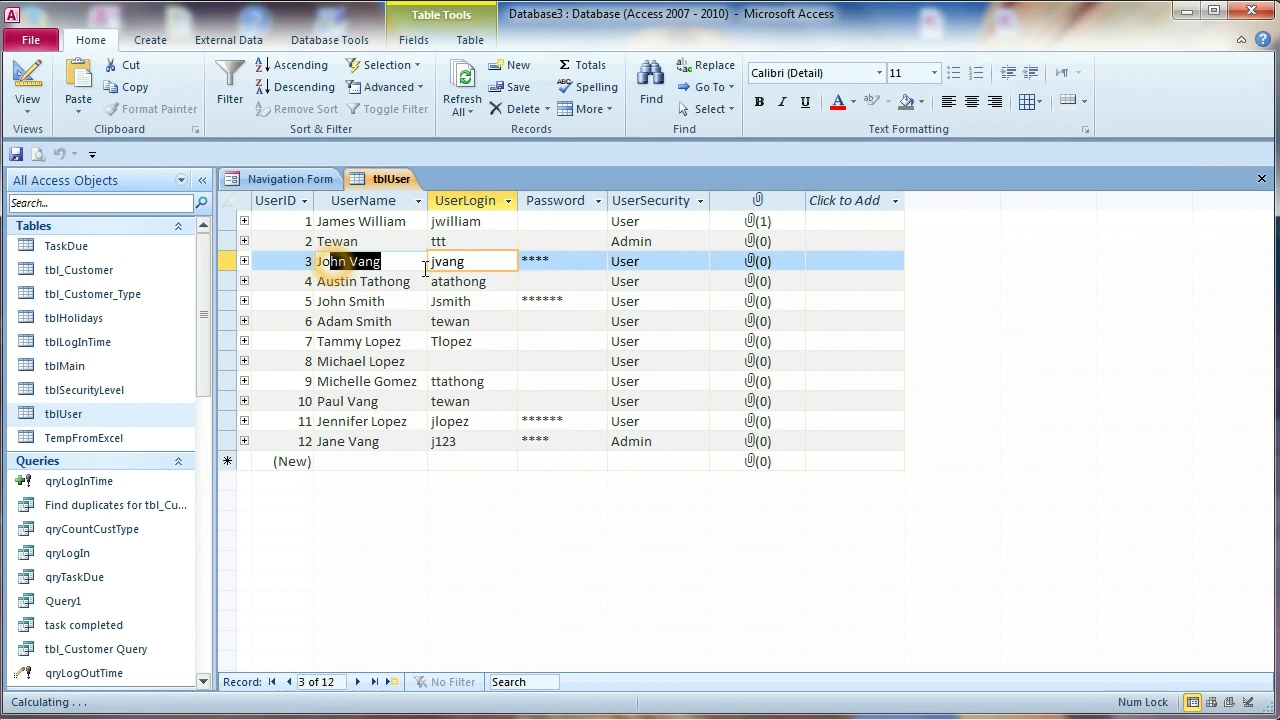 Table Tools
Database3 : Database (Access 2007 - 2010) - Microsoft Access
File Home Create External Data Database Tools Fields Table
View
Views
Paste
Cut
Copy
Format Painter
Clipboard
Filter
Ascending
Descending
Remove Sort
Selection
Advanced
Toggle Filter
Sort & Filter
Refresh All
New
Save
Delete
Totals
Spelling
More
Records
Find
Replace
Go To
Select
Find
Calibri (Detail) 11
B I U A ab
Text Formatting
All Access Objects
Search...
Tables
TaskDue
tbl_Customer
tbl_Customer_Type
tblHolidays
tblLogInTime
tblMain
tblSecurityLevel
tblUser
TempFromExcel
Queries
qryLogInTime
Find duplicates for tbl_Cu...
qryCountCustType
qryLogIn
qryTaskDue
Query1
task completed
tbl_Customer Query
qryLogOutTime
Navigation Form tblUser
UserID UserName UserLogin Password UserSecurity Click to Add
1 James William jwilliam User (1)
2 Tewan ttt Admin (0)
3 John Vang jvang **** User (0)
4 Austin Tathong atathong User (0)
5 John Smith Jsmith ****** User (0)
6 Adam Smith tewan User (0)
7 Tammy Lopez Tlopez User (0)
8 Michael Lopez User (0)
9 Michelle Gomez ttathong User (0)
10 Paul Vang tewan User (0)
11 Jennifer Lopez jlopez ****** User (0)
12 Jane Vang j123 **** Admin (0)
(New) (0)
Record: 3 of 12 No Filter Search
Calculating . . . Num Lock